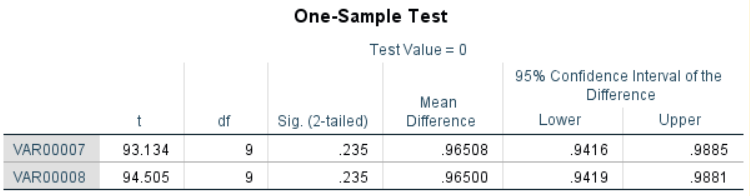 One-Sample Test
Test Value = 0
95% Confidence Interval of the
Difference
t df Sig. (2-tailed) Mean
Difference Lower Upper
VAR00007 93.134 9 .235 .96508 .9416 .9885
VAR00008 94.505 9 .235 .96500 .9419 .9881